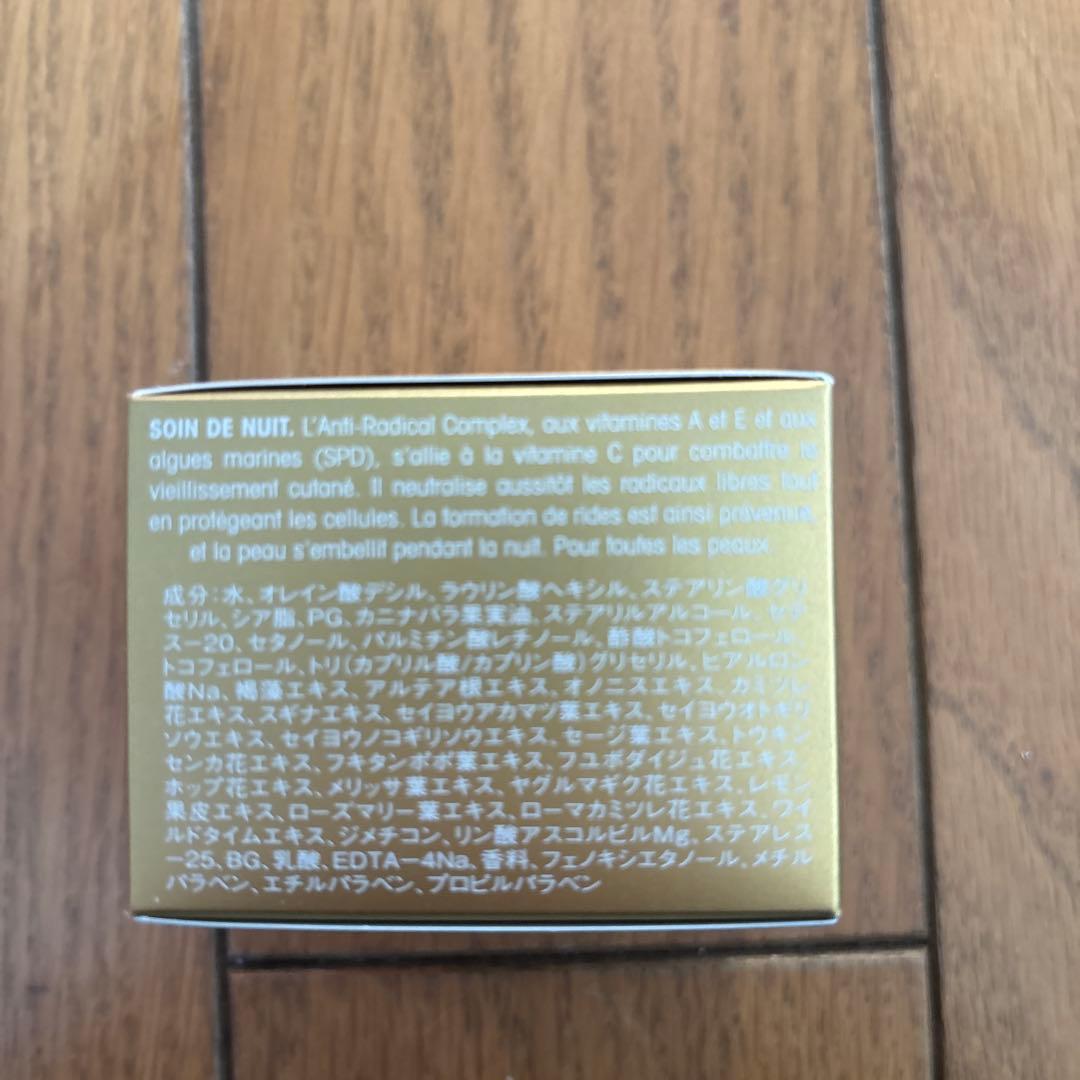 SOIN DE NUIT. L'Anti-Radical Complex, aux vitamines A et E et aux
algues marines (SPD), s'allie à la vitamine C pour combattre le
vieillissement cutané. Il neutralise aussitôt les radicaux libres tout
en protégeant les cellules. La formation de rides est ainsi prévenue,
et la peau s'embellit pendant la nuit. Pour toutes les peaux.
成分：水、オレイン酸デシル、ラウリン酸ヘキシル、ステアリン酸グリ
セリル、シア脂、PG、カニナバラ果実油、ステアリルアルコール、セテ
ス－20、セタノール、パルミチン酸レチノール、酢酸トコフェロール、
トコフェロール、トリ（カプリル酸／カプリン酸）グリセリル、ヒアルロン
酸Na、褐藻エキス、アルテア根エキス、オノニスエキス、カミツレ
花エキス、スギナエキス、セイヨウアカマツ葉エキス、セイヨウオトギリ
ソウエキス、セイヨウノコギリソウエキス、セージ葉エキス、トウキン
センカ花エキス、フキタンポポ葉エキス、フユボダイジュ花エキス、
ホップ花エキス、メリッサ葉エキス、ヤグルマギク花エキス、レモン
果皮エキス、ローズマリー葉エキス、ローマカミツレ花エキス、ワイ
ルドタイムエキス、ジメチコン、リン酸アスコルビルMg、ステアレス
－25、BG、乳酸、EDTA－4Na、香料、フェノキシエタノール、メチル
パラベン、エチルパラベン、プロピルパラベン